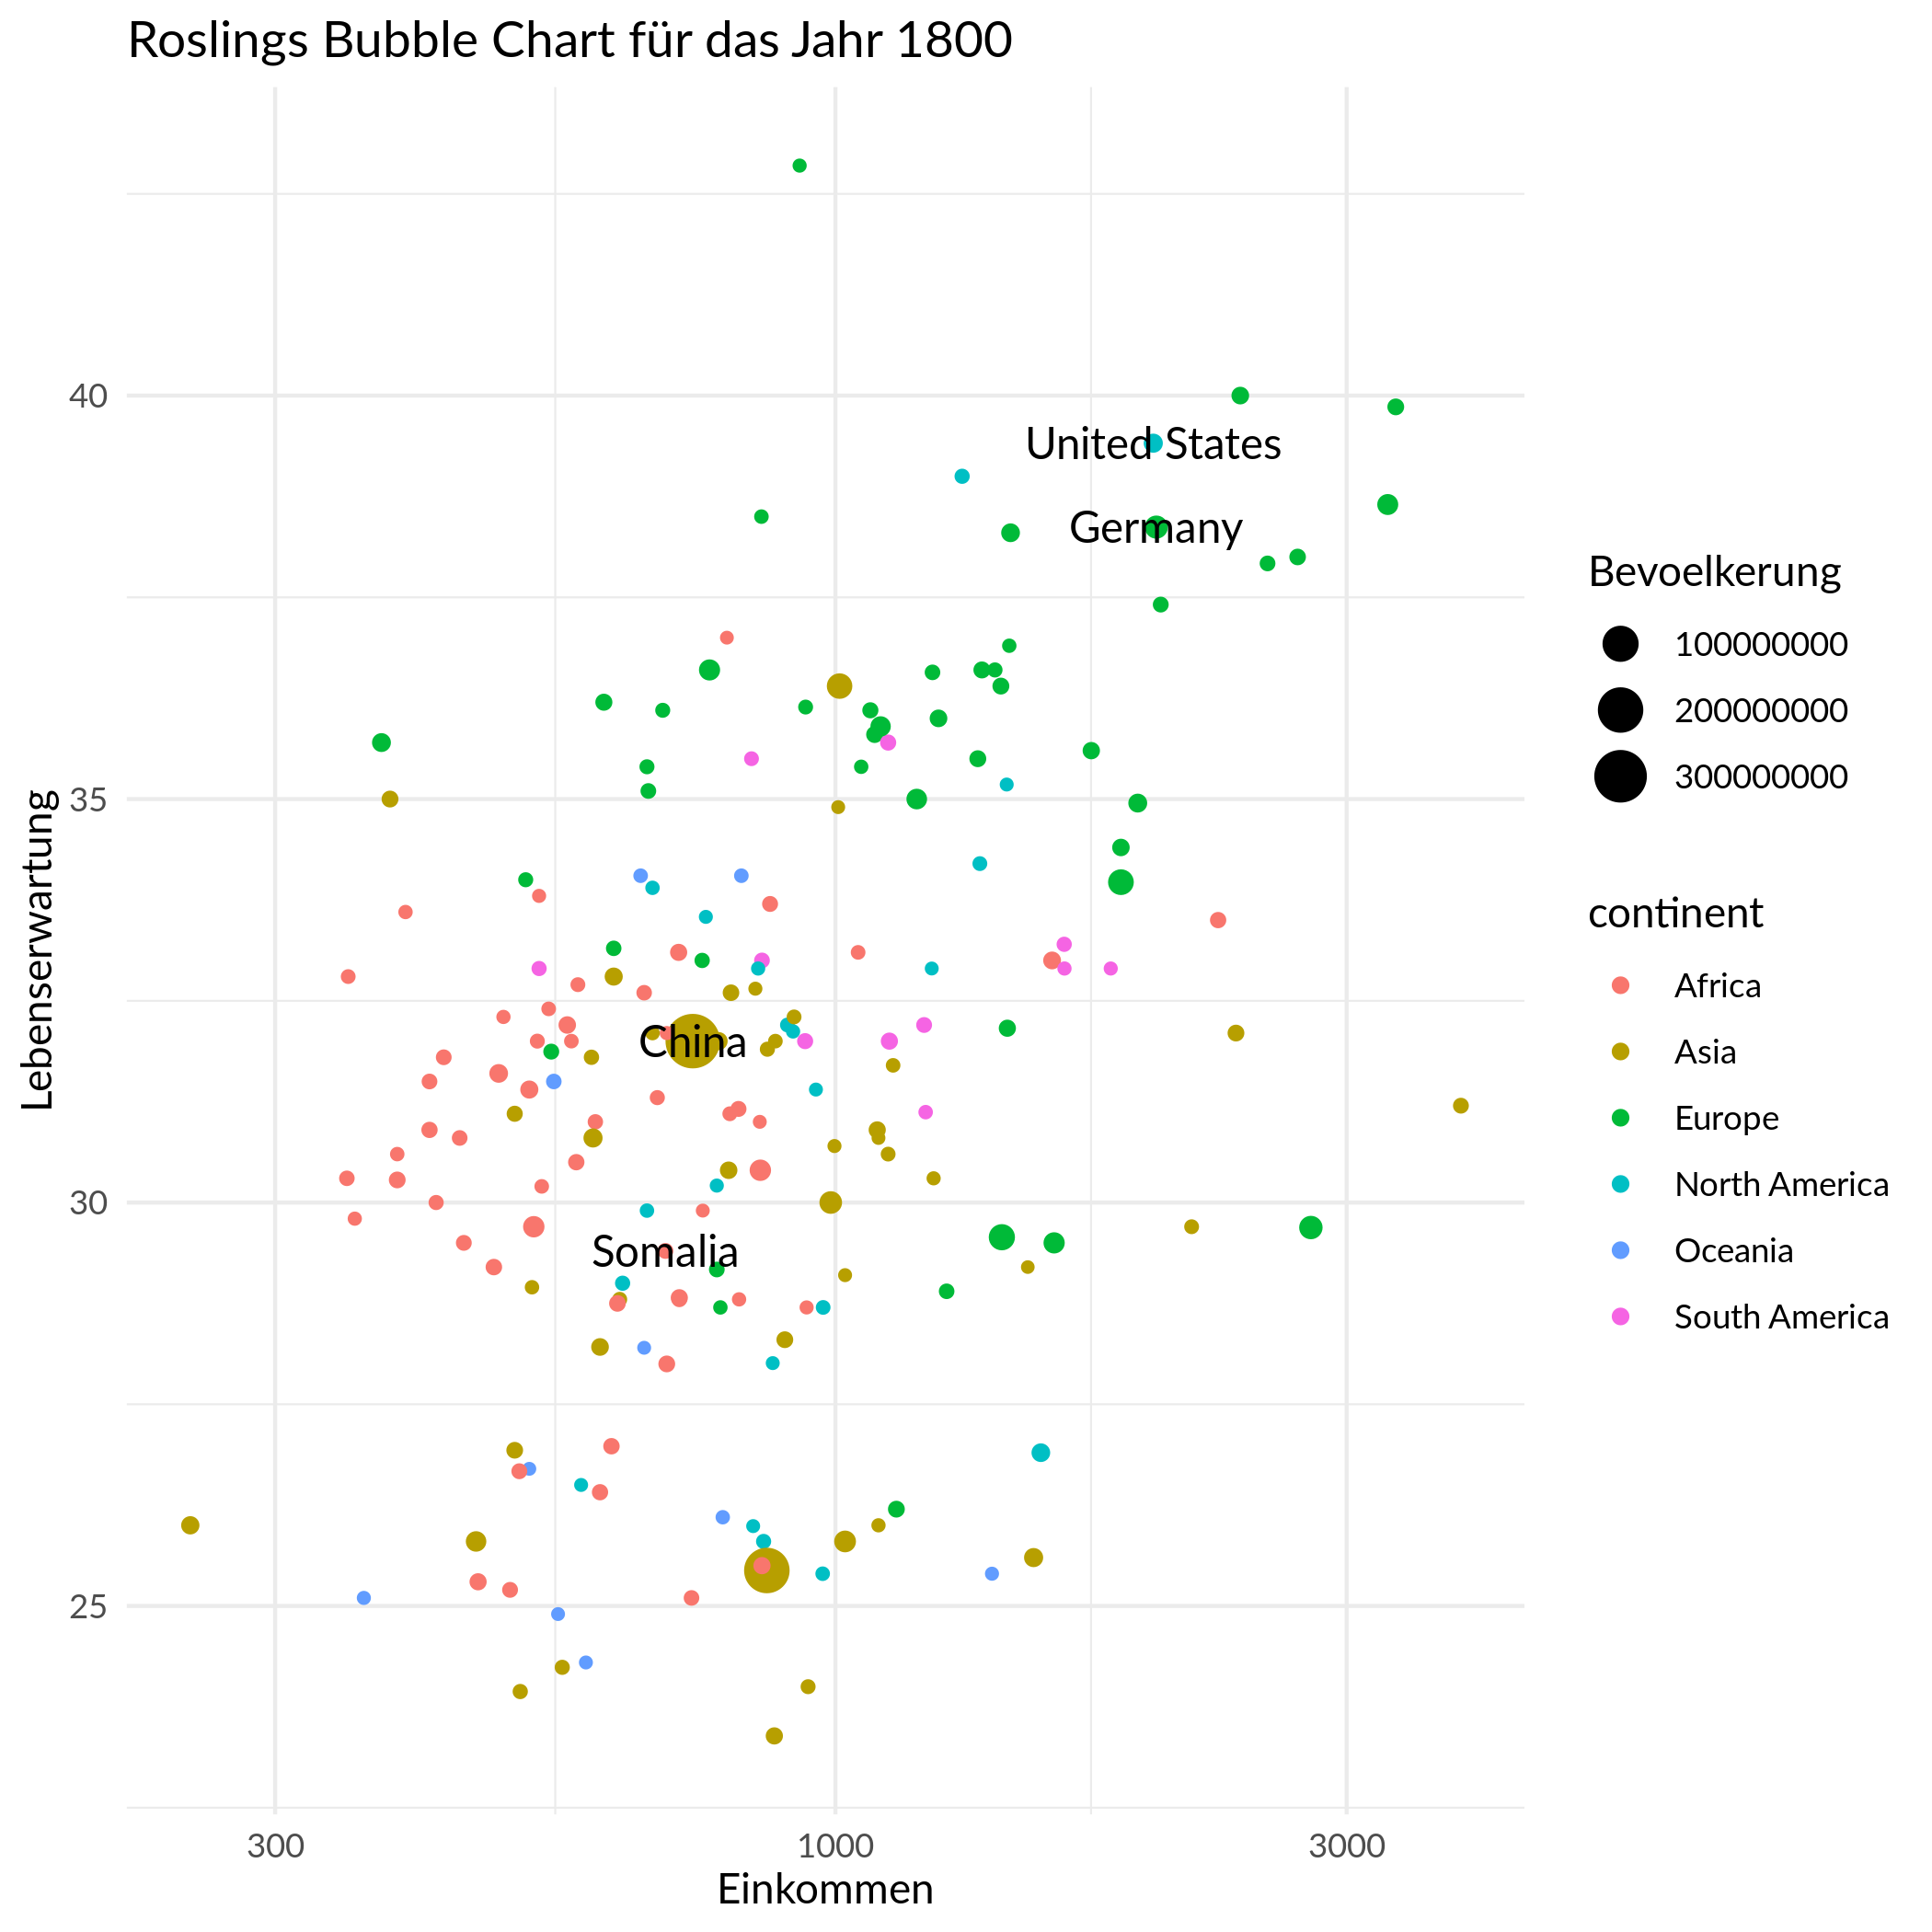 Roslings Bubble Chart für das Jahr 1800
40
35
30
25
Lebenserwartung
United States
Germany
China
Somalia
300
1000
3000
Einkommen
Bevoelkerung
100000000
200000000
300000000
continent
Africa
Asia
Europe
North America
Oceania
South America